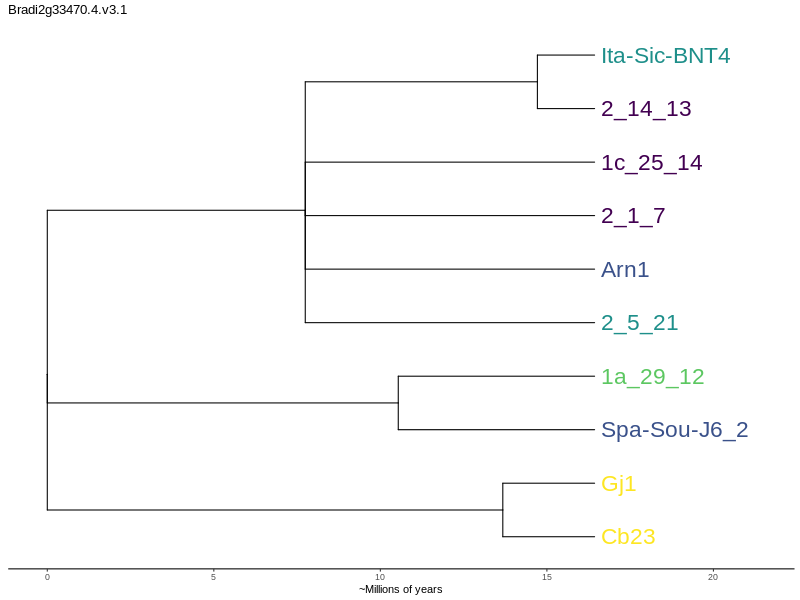 Bradi2g33470.4.v3.1
Ita-Sic-BNT4
2_14_13
1c_25_14
2_1_7
Arn1
2_5_21
1a_29_12
Spa-Sou-J6_2
Gj1
Cb23
0 5 10 15 20
~Millions of years